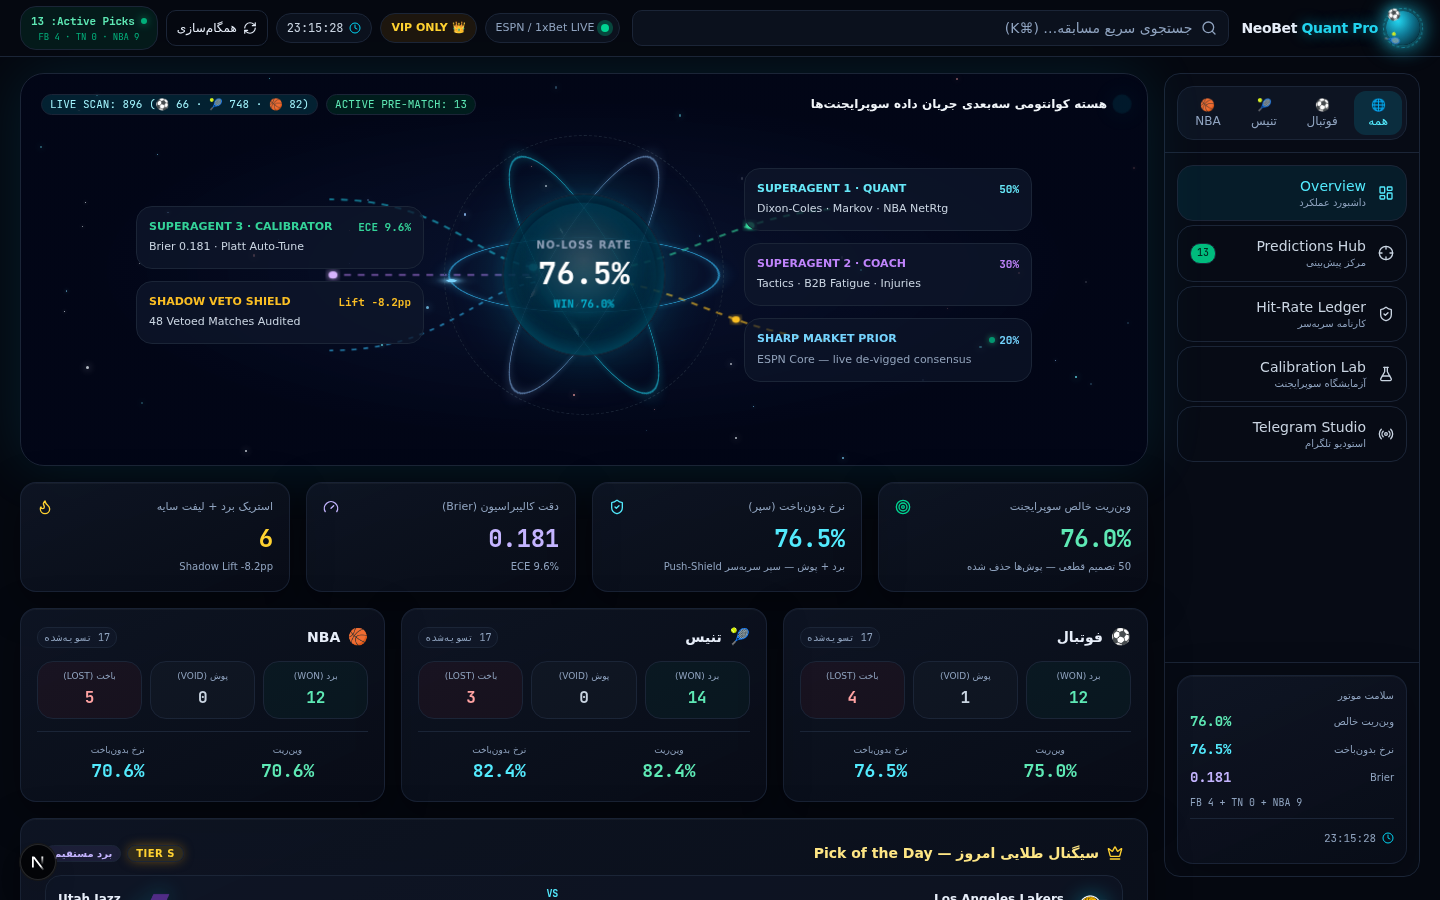 NeoBet Quant Pro
جستجوی سریع مسابقه… (⌘K)
ESPN / 1xBet LIVE
VIP ONLY 👑
23:15:28
همگام‌سازی
13 :Active Picks
FB 4 · TN 0 · NBA 9
🌐
همه
⚽
فوتبال
🎾
تنیس
🏀
NBA
Overview
داشبورد عملکرد
Predictions Hub
مرکز پیش‌بینی
13
Hit-Rate Ledger
کارنامه سربه‌سر
Calibration Lab
آزمایشگاه سوپرایجنت
Telegram Studio
استودیو تلگرام
سلامت موتور
وین‌ریت خالص
76.0%
نرخ بدون‌باخت
76.5%
Brier
0.181
FB 4 + TN 0 + NBA 9
23:15:28
هسته کوانتومی سه‌بعدی جریان داده سوپرایجنت‌ها
LIVE SCAN: 896 (⚽ 66 · 🎾 748 · 🏀 82)
ACTIVE PRE-MATCH: 13
SUPERAGENT 1 · QUANT
50%
Dixon-Coles · Markov · NBA NetRtg
SUPERAGENT 2 · COACH
30%
Tactics · B2B Fatigue · Injuries
SHARP MARKET PRIOR
20%
ESPN Core — live de-vigged consensus
NO-LOSS RATE
76.5%
WIN 76.0%
SUPERAGENT 3 · CALIBRATOR
ECE 9.6%
Brier 0.181 · Platt Auto-Tune
SHADOW VETO SHIELD
Lift -8.2pp
48 Vetoed Matches Audited
وین‌ریت خالص سوپرایجنت
76.0%
50 تصمیم قطعی — پوش‌ها حذف شده
نرخ بدون‌باخت (سپر)
76.5%
برد + پوش — سپر سربه‌سر Push-Shield
دقت کالیبراسیون (Brier)
0.181
ECE 9.6%
استریک برد + لیفت سایه
6
Shadow Lift -8.2pp
⚽ فوتبال
17 تسویه‌شده
برد (WON)
12
پوش (VOID)
1
باخت (LOST)
4
وین‌ریت
75.0%
نرخ بدون‌باخت
76.5%
🎾 تنیس
17 تسویه‌شده
برد (WON)
14
پوش (VOID)
0
باخت (LOST)
3
وین‌ریت
82.4%
نرخ بدون‌باخت
82.4%
🏀 NBA
17 تسویه‌شده
برد (WON)
12
پوش (VOID)
0
باخت (LOST)
5
وین‌ریت
70.6%
نرخ بدون‌باخت
70.6%
سیگنال طلایی امروز — Pick of the Day
TIER S
برد مستقیم
N
Los Angeles Lakers
VS
Utah Jazz